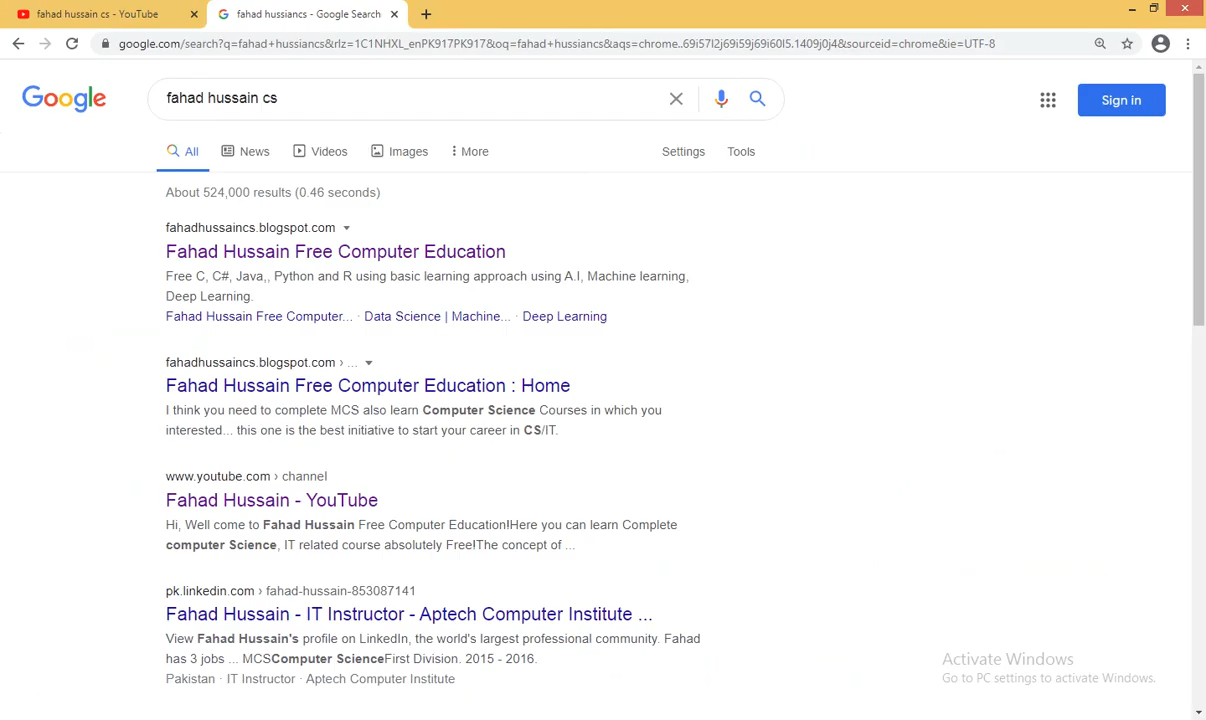 fahad hussain cs - YouTube
fahad hussiancs - Google Search
google.com/search?q=fahad+hussiancs&rlz=1C1NHXL_enPK917PK917&oq=fahad+hussiancs&aqs=chrome..69i57l2j69i59j69i60l5.1409j0j4&sourceid=chrome&ie=UTF-8
Google
fahad hussain cs
Sign in
All News Videos Images More Settings Tools
About 524,000 results (0.46 seconds)
fahadhussaincs.blogspot.com
Fahad Hussain Free Computer Education
Free C, C#, Java,, Python and R using basic learning approach using A.I, Machine learning,
Deep Learning.
Fahad Hussain Free Computer... · Data Science | Machine... · Deep Learning
fahadhussaincs.blogspot.com › ...
Fahad Hussain Free Computer Education : Home
I think you need to complete MCS also learn Computer Science Courses in which you
interested... this one is the best initiative to start your career in CS/IT.
www.youtube.com › channel
Fahad Hussain - YouTube
Hi, Well come to Fahad Hussain Free Computer Education!Here you can learn Complete
computer Science, IT related course absolutely Free!The concept of ...
pk.linkedin.com › fahad-hussain-853087141
Fahad Hussain - IT Instructor - Aptech Computer Institute ...
View Fahad Hussain's profile on LinkedIn, the world's largest professional community. Fahad
has 3 jobs ... MCSComputer ScienceFirst Division. 2015 - 2016.
Pakistan · IT Instructor · Aptech Computer Institute
Activate Windows
Go to PC settings to activate Windows.